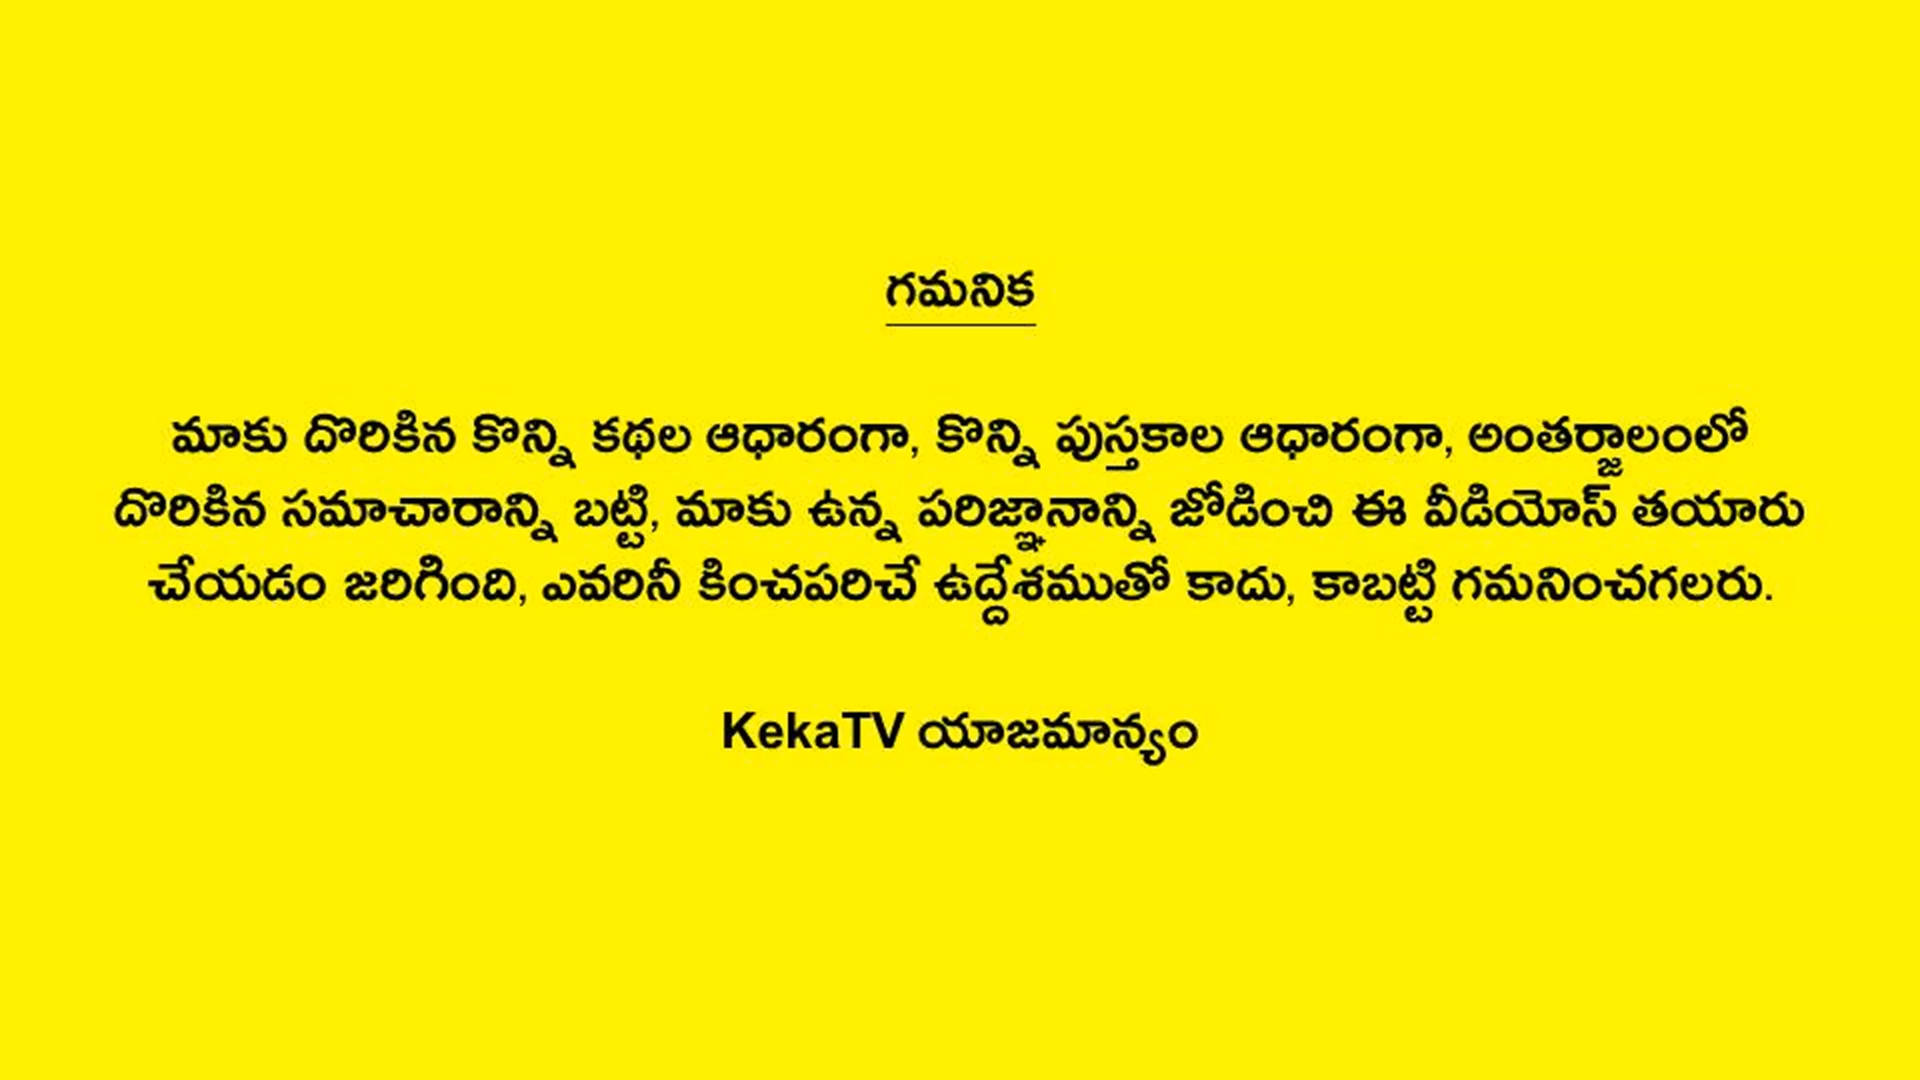 గమనిక
మాకు దొరికిన కొన్ని కథల ఆధారంగా, కొన్ని పుస్తకాల ఆధారంగా, అంతర్జాలంలో
దొరికిన సమాచారాన్ని బట్టి, మాకు ఉన్న పరిజ్ఞానాన్ని జోడించి ఈ వీడియోస్ తయారు
చేయడం జరిగింది, ఎవరినీ కించపరిచే ఉద్దేశముతో కాదు, కాబట్టి గమనించగలరు.
KekaTV యాజమాన్యం